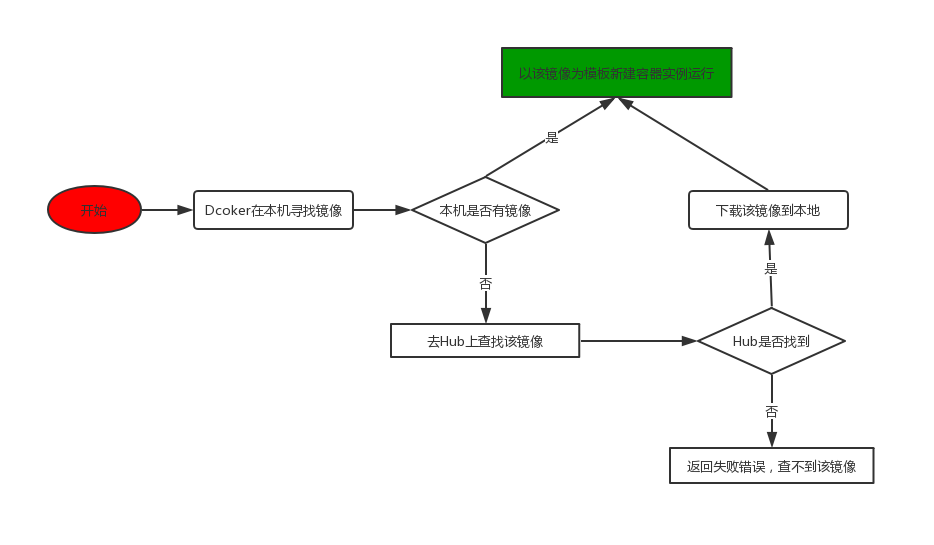 以该镜像为模板新建容器实例运行
是
开始
Dcoker在本机寻找镜像
本机是否有镜像
下载该镜像到本地
是
否
去Hub上查找该镜像
Hub是否找到
否
返回失败错误，查不到该镜像